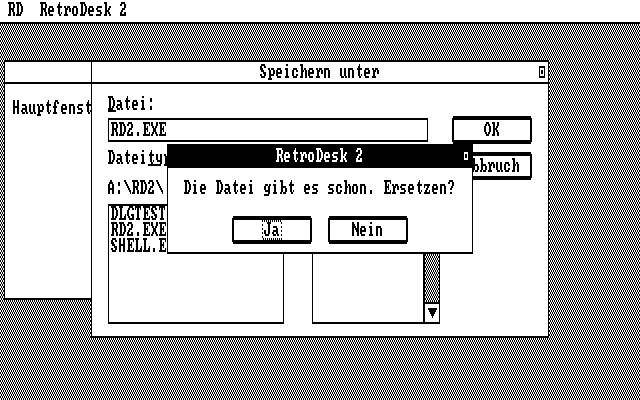 RD RetroDesk 2
Speichern unter
Hauptfenst
Datei:
RD2.EXE
OK
Dateityp
RetroDesk 2
bbruch
A:\RD2\
Die Datei gibt es schon. Ersetzen?
DLGTEST
RD2.EXE
SHELL.E
Ja
Nein